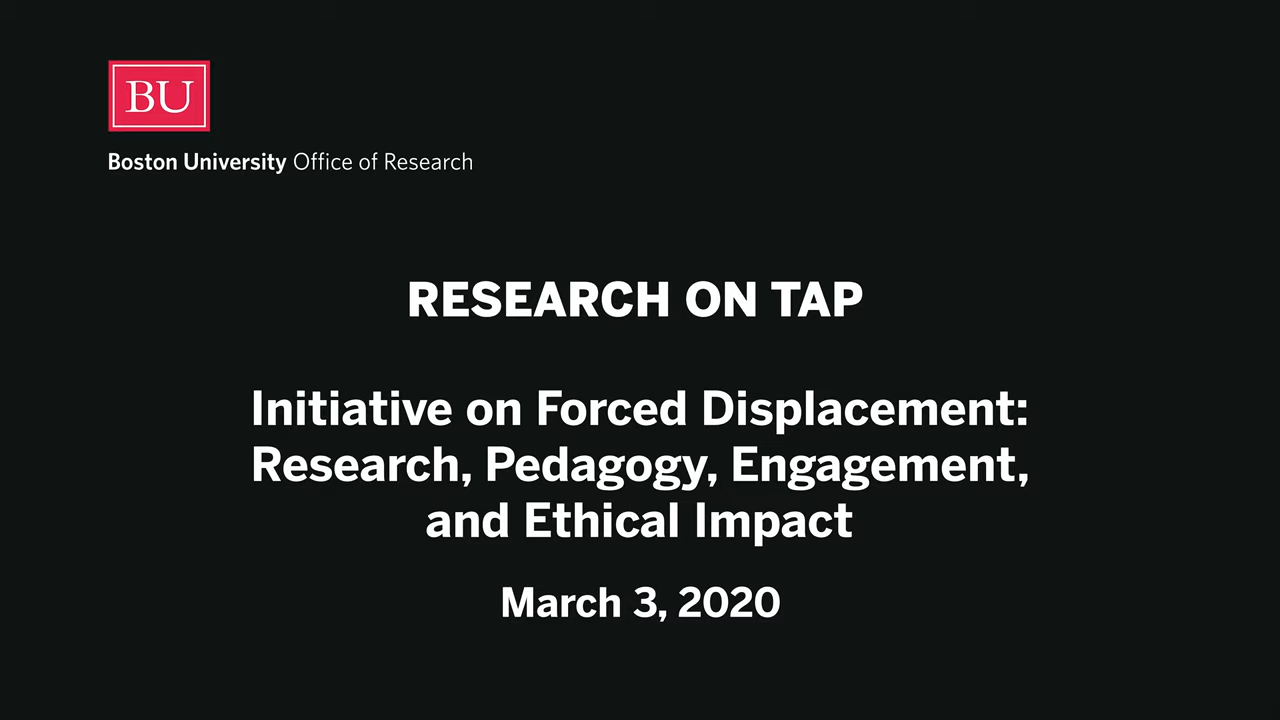 BU
Boston University Office of Research
RESEARCH ON TAP
Initiative on Forced Displacement:
Research, Pedagogy, Engagement,
and Ethical Impact
March 3, 2020